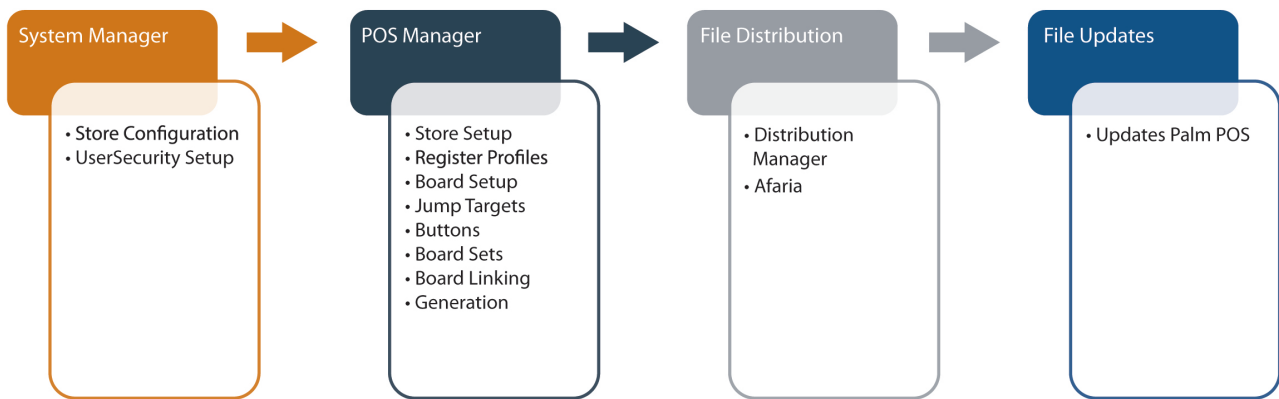 System Manager
• Store Configuration
• UserSecurity Setup
POS Manager
• Store Setup
• Register Profiles
• Board Setup
• Jump Targets
• Buttons
• Board Sets
• Board Linking
• Generation
File Distribution
• Distribution
Manager
• Afaria
File Updates
• Updates Palm POS